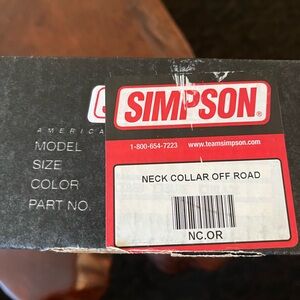 SIMPSON®
AMERICA
MODEL
SIZE
COLOR
PART NO.
1-800-654-7223 www.teamsimpson.com
NECK COLLAR OFF ROAD
NC.OR